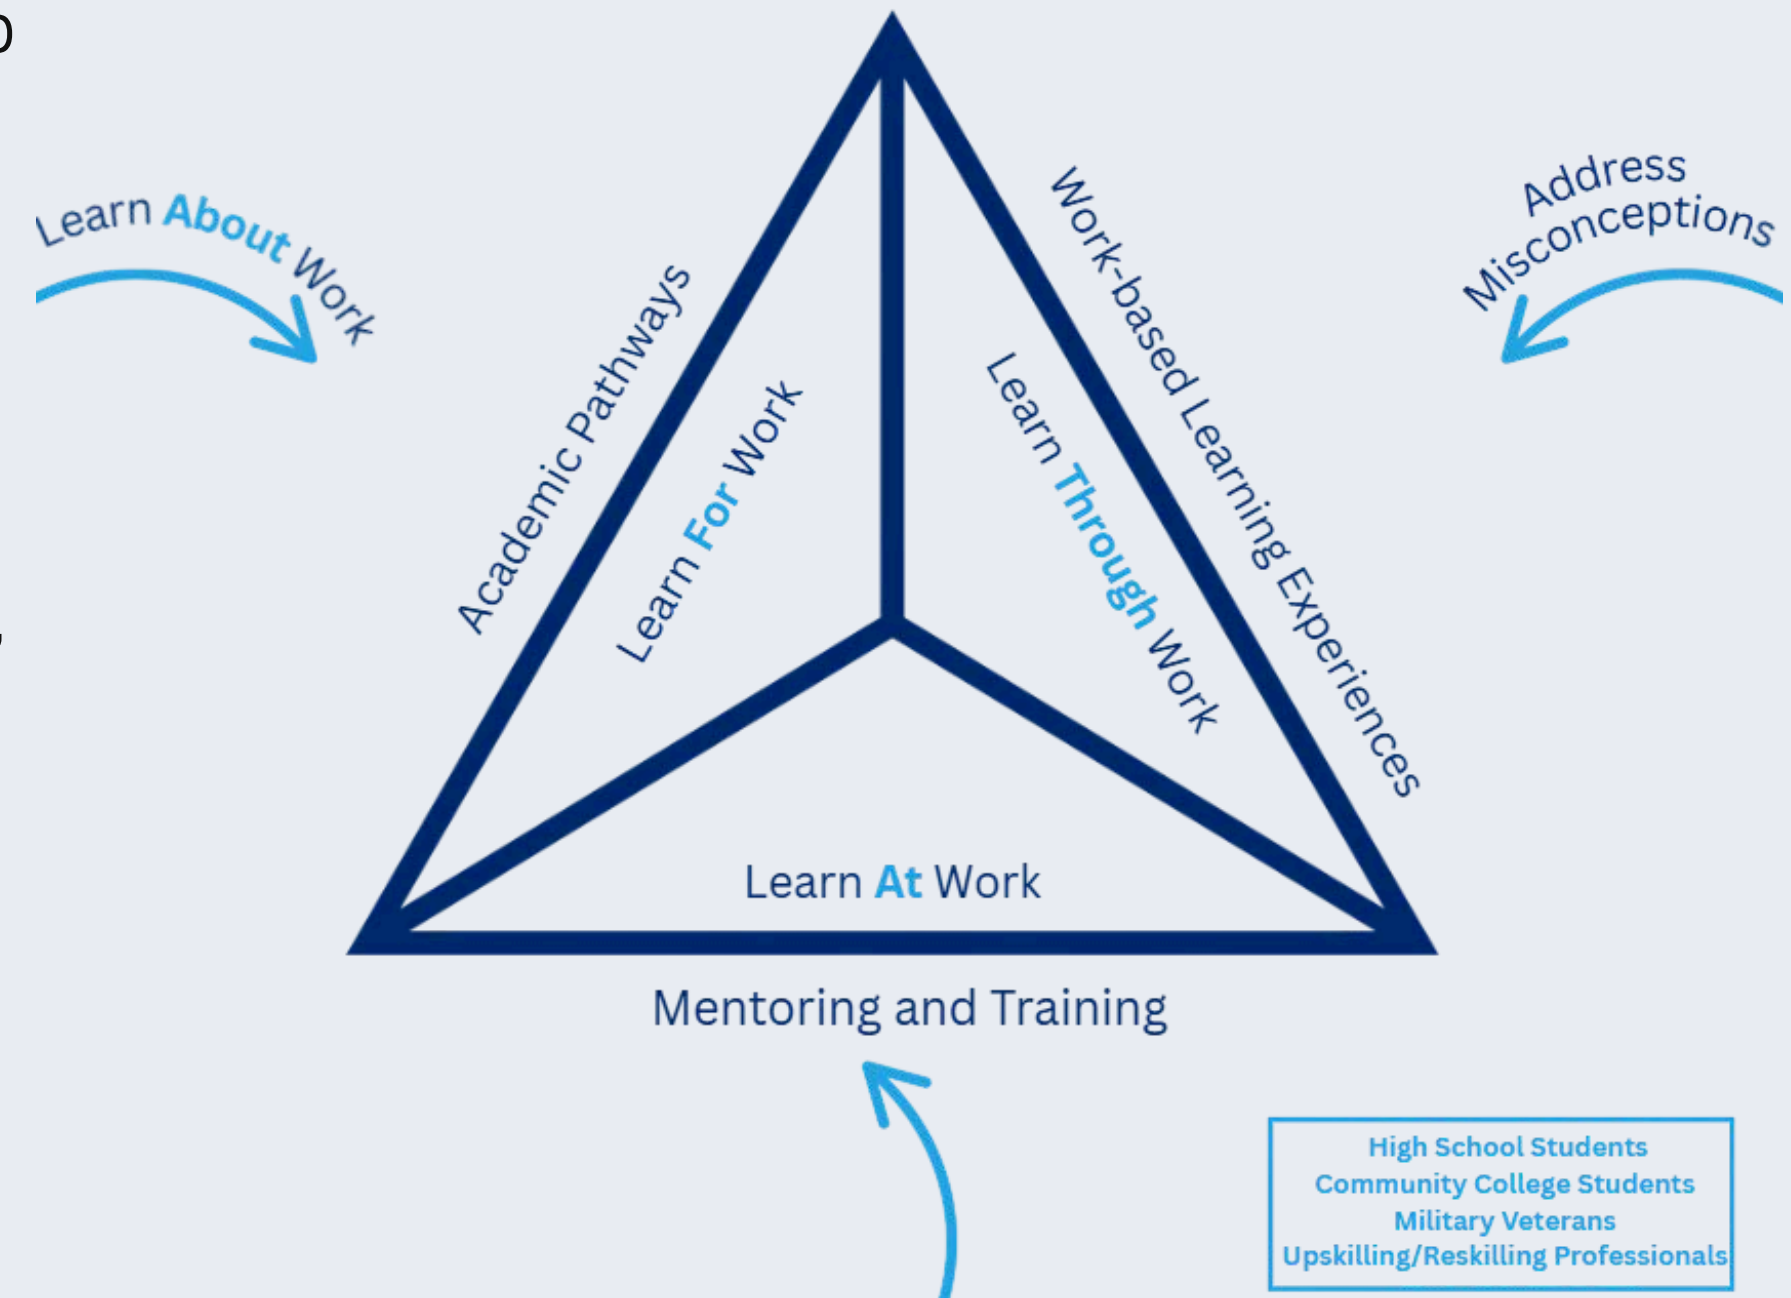 Learn About Work
Address
Misconceptions
Academic Pathways
Learn For Work
Work-based Learning Experiences
Learn Through Work
Learn At Work
Mentoring and Training
High School Students
Community College Students
Military Veterans
Upskilling/Reskilling Professionals